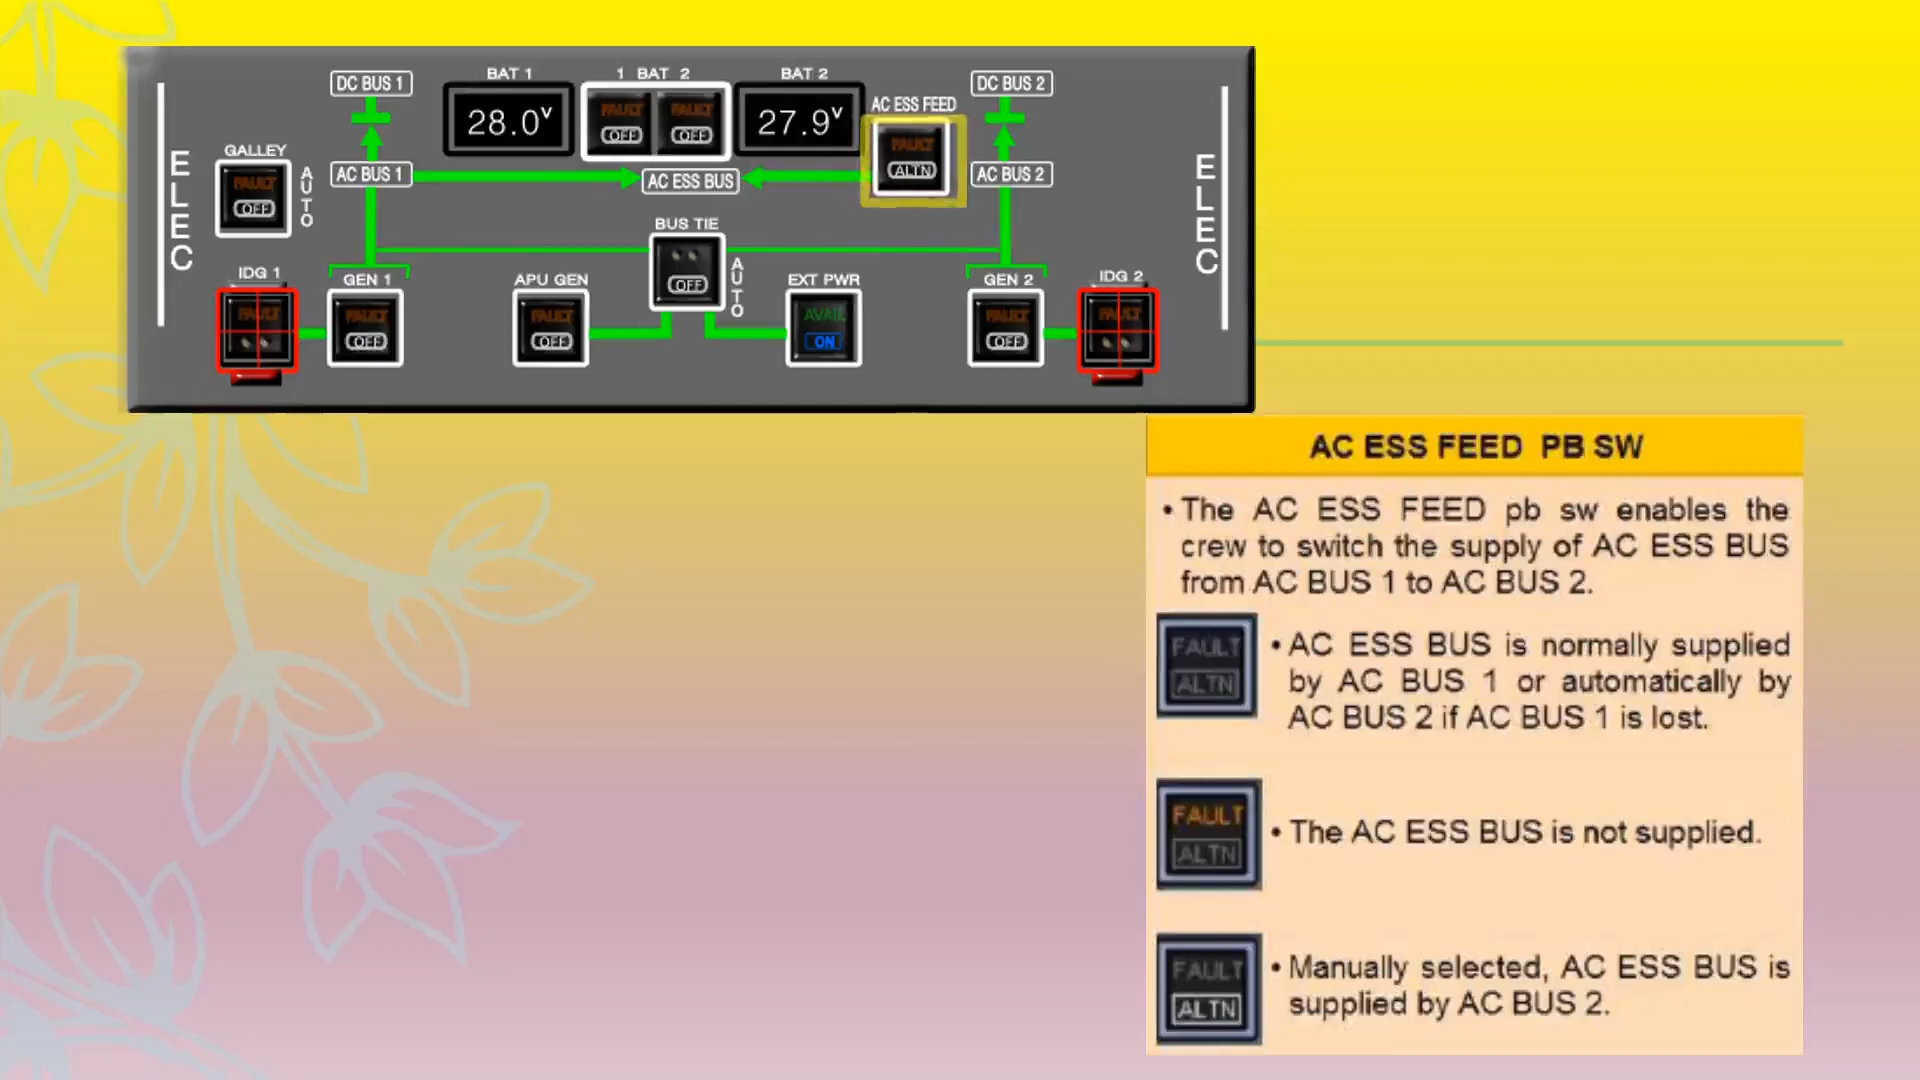 ELEC
GALLEY
FAULT
OFF
AUTO
DC BUS 1
AC BUS 1
BAT 1
28.0V
1 BAT 2
FAULT FAULT
OFF OFF
BAT 2
27.9V
AC ESS FEED
FAULT
ALTN
DC BUS 2
AC BUS 2
AC ESS BUS
BUS TIE
OFF
AUTO
IDG 1
FAULT
GEN 1
FAULT
OFF
APU GEN
FAULT
OFF
EXT PWR
AVAIL
ON
GEN 2
FAULT
OFF
IDG 2
FAULT
ELEC
AC ESS FEED PB SW
• The AC ESS FEED pb sw enables the
crew to switch the supply of AC ESS BUS
from AC BUS 1 to AC BUS 2.
FAULT
ALTN
• AC ESS BUS is normally supplied
by AC BUS 1 or automatically by
AC BUS 2 if AC BUS 1 is lost.
FAULT
ALTN
• The AC ESS BUS is not supplied.
FAULT
ALTN
• Manually selected, AC ESS BUS is
supplied by AC BUS 2.